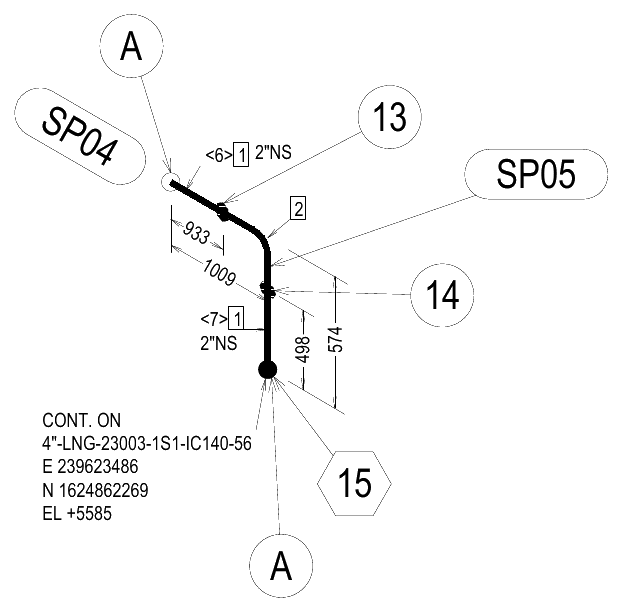 A
13
SP04
<6> 1 2"NS
SP05
2
933
1009
14
<7> 1
2"NS
498
574
CONT. ON
4"-LNG-23003-1S1-IC140-56
E 239623486
N 1624862269
EL +5585
15
A